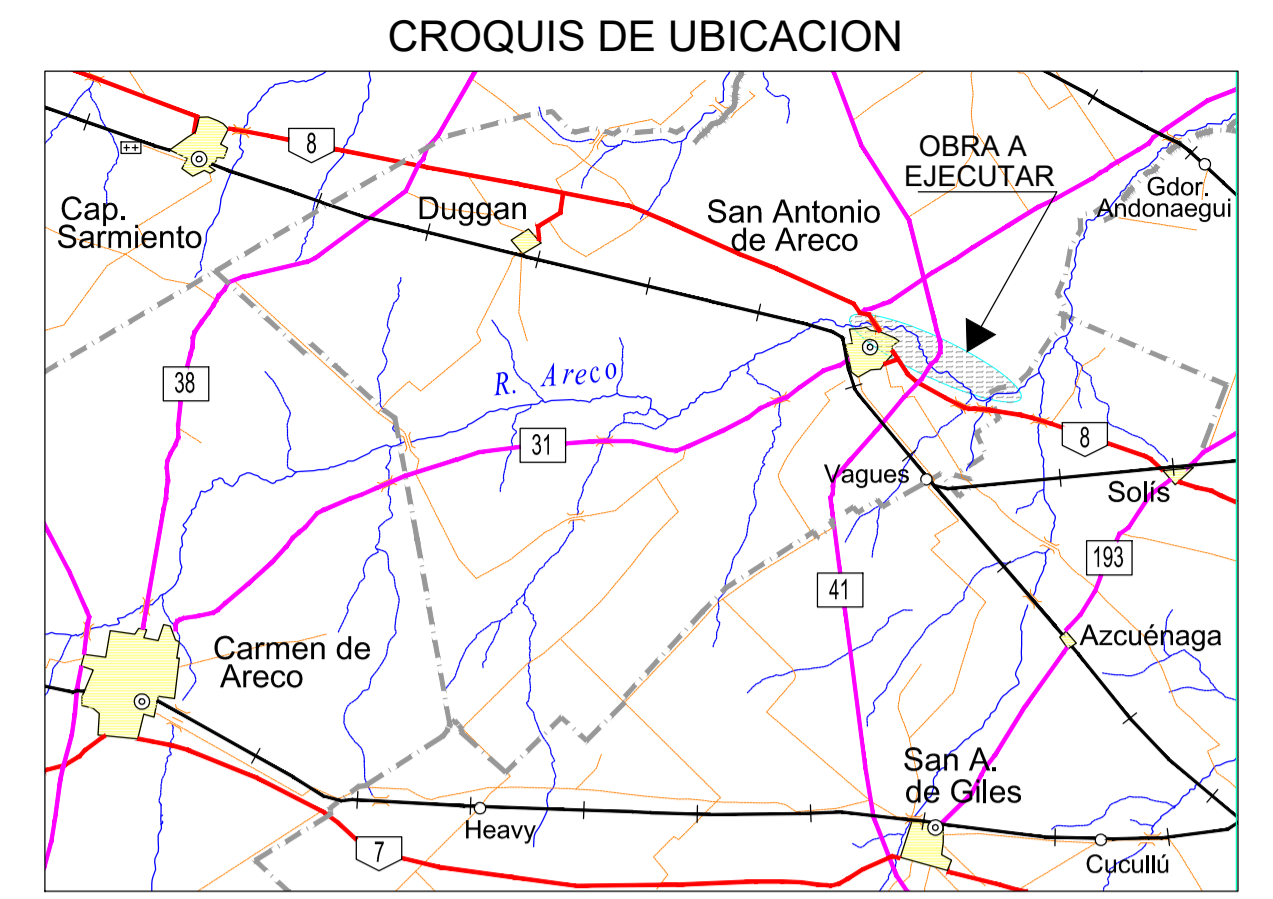 CROQUIS DE UBICACION
8
OBRA A
EJECUTAR
Gdor.
Andonaegui
Cap.
Sarmiento
Duggan
San Antonio
de Areco
38
R. Areco
31
8
Vagues
Solís
193
41
Azcuénaga
Carmen de
Areco
San A.
de Giles
Heavy
7
Cucullú